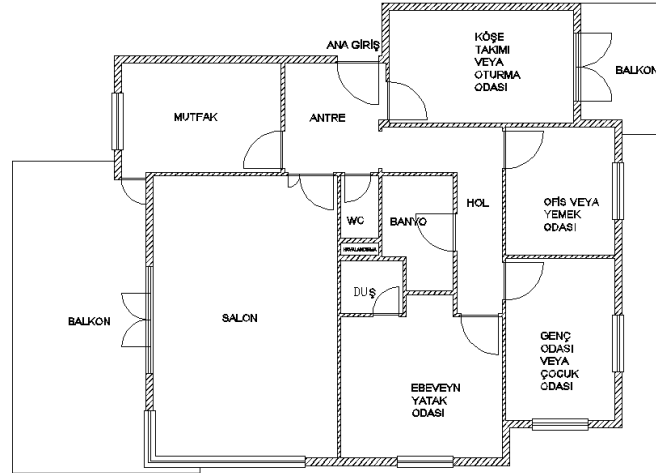 ANA GİRİŞ
KÖŞE
TAKIMI
VEYA
OTURMA
ODASI
BALKON
MUTFAK
ANTRE
WC
BANYO
HOL
OFİS VEYA
YEMEK
ODASI
HAVALANDIRMA
DUŞ
BALKON
SALON
GENÇ
ODASI
VEYA
ÇOCUK
ODASI
EBEVEYN
YATAK
ODASI